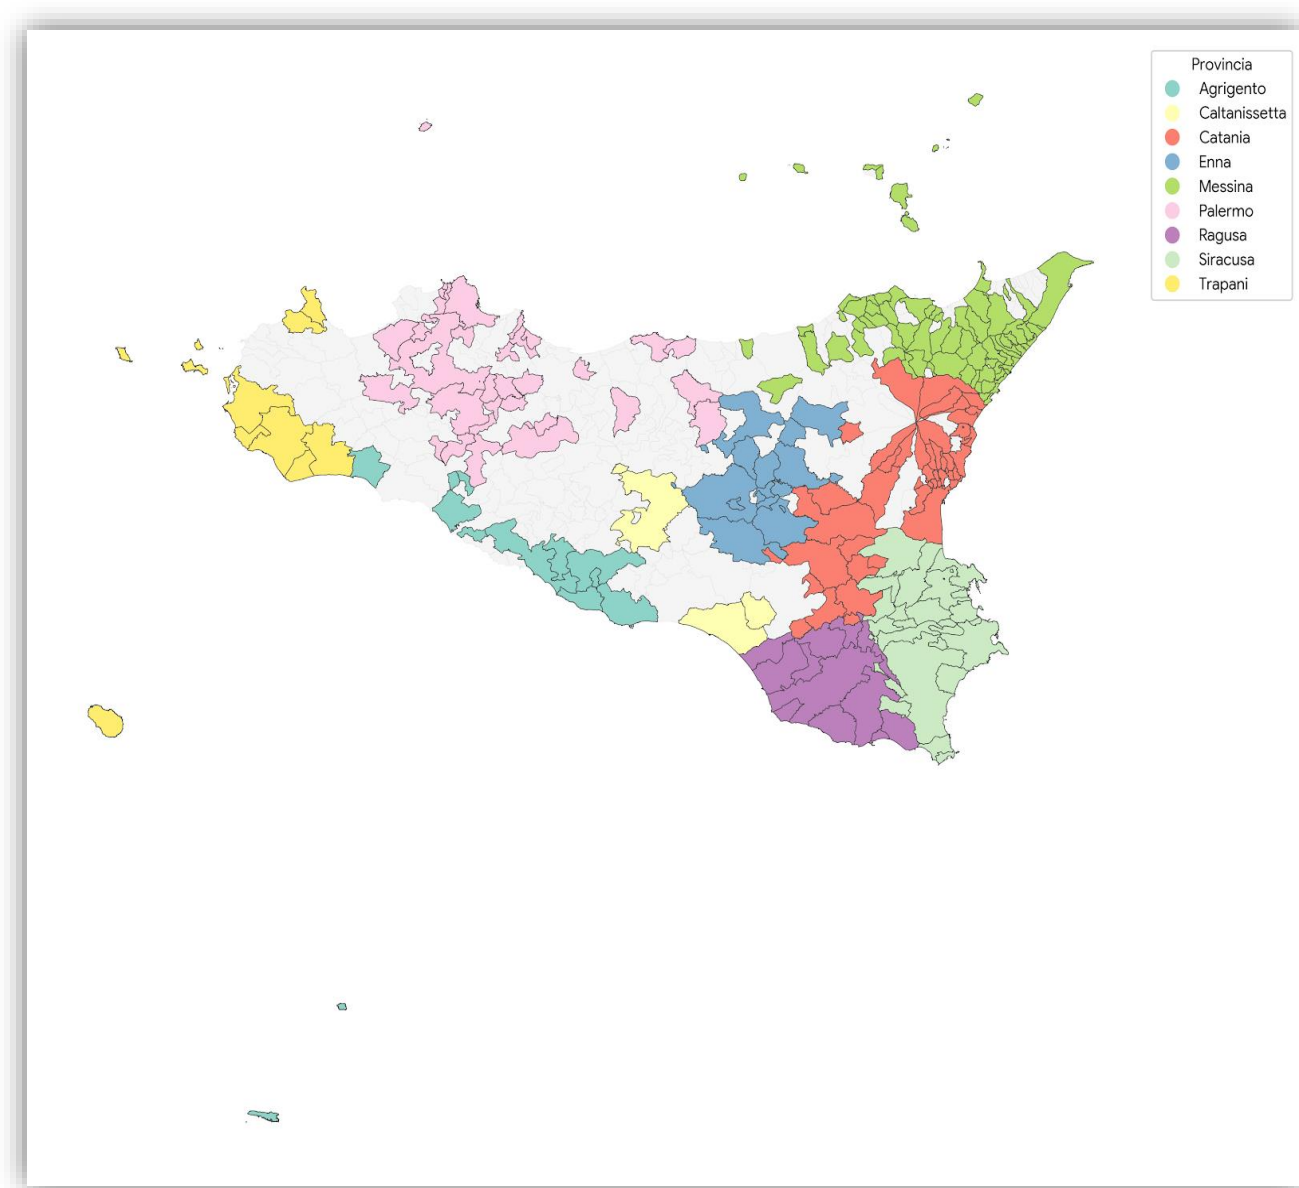 Provincia
Agrigento
Caltanissetta
Catania
Enna
Messina
Palermo
Ragusa
Siracusa
Trapani